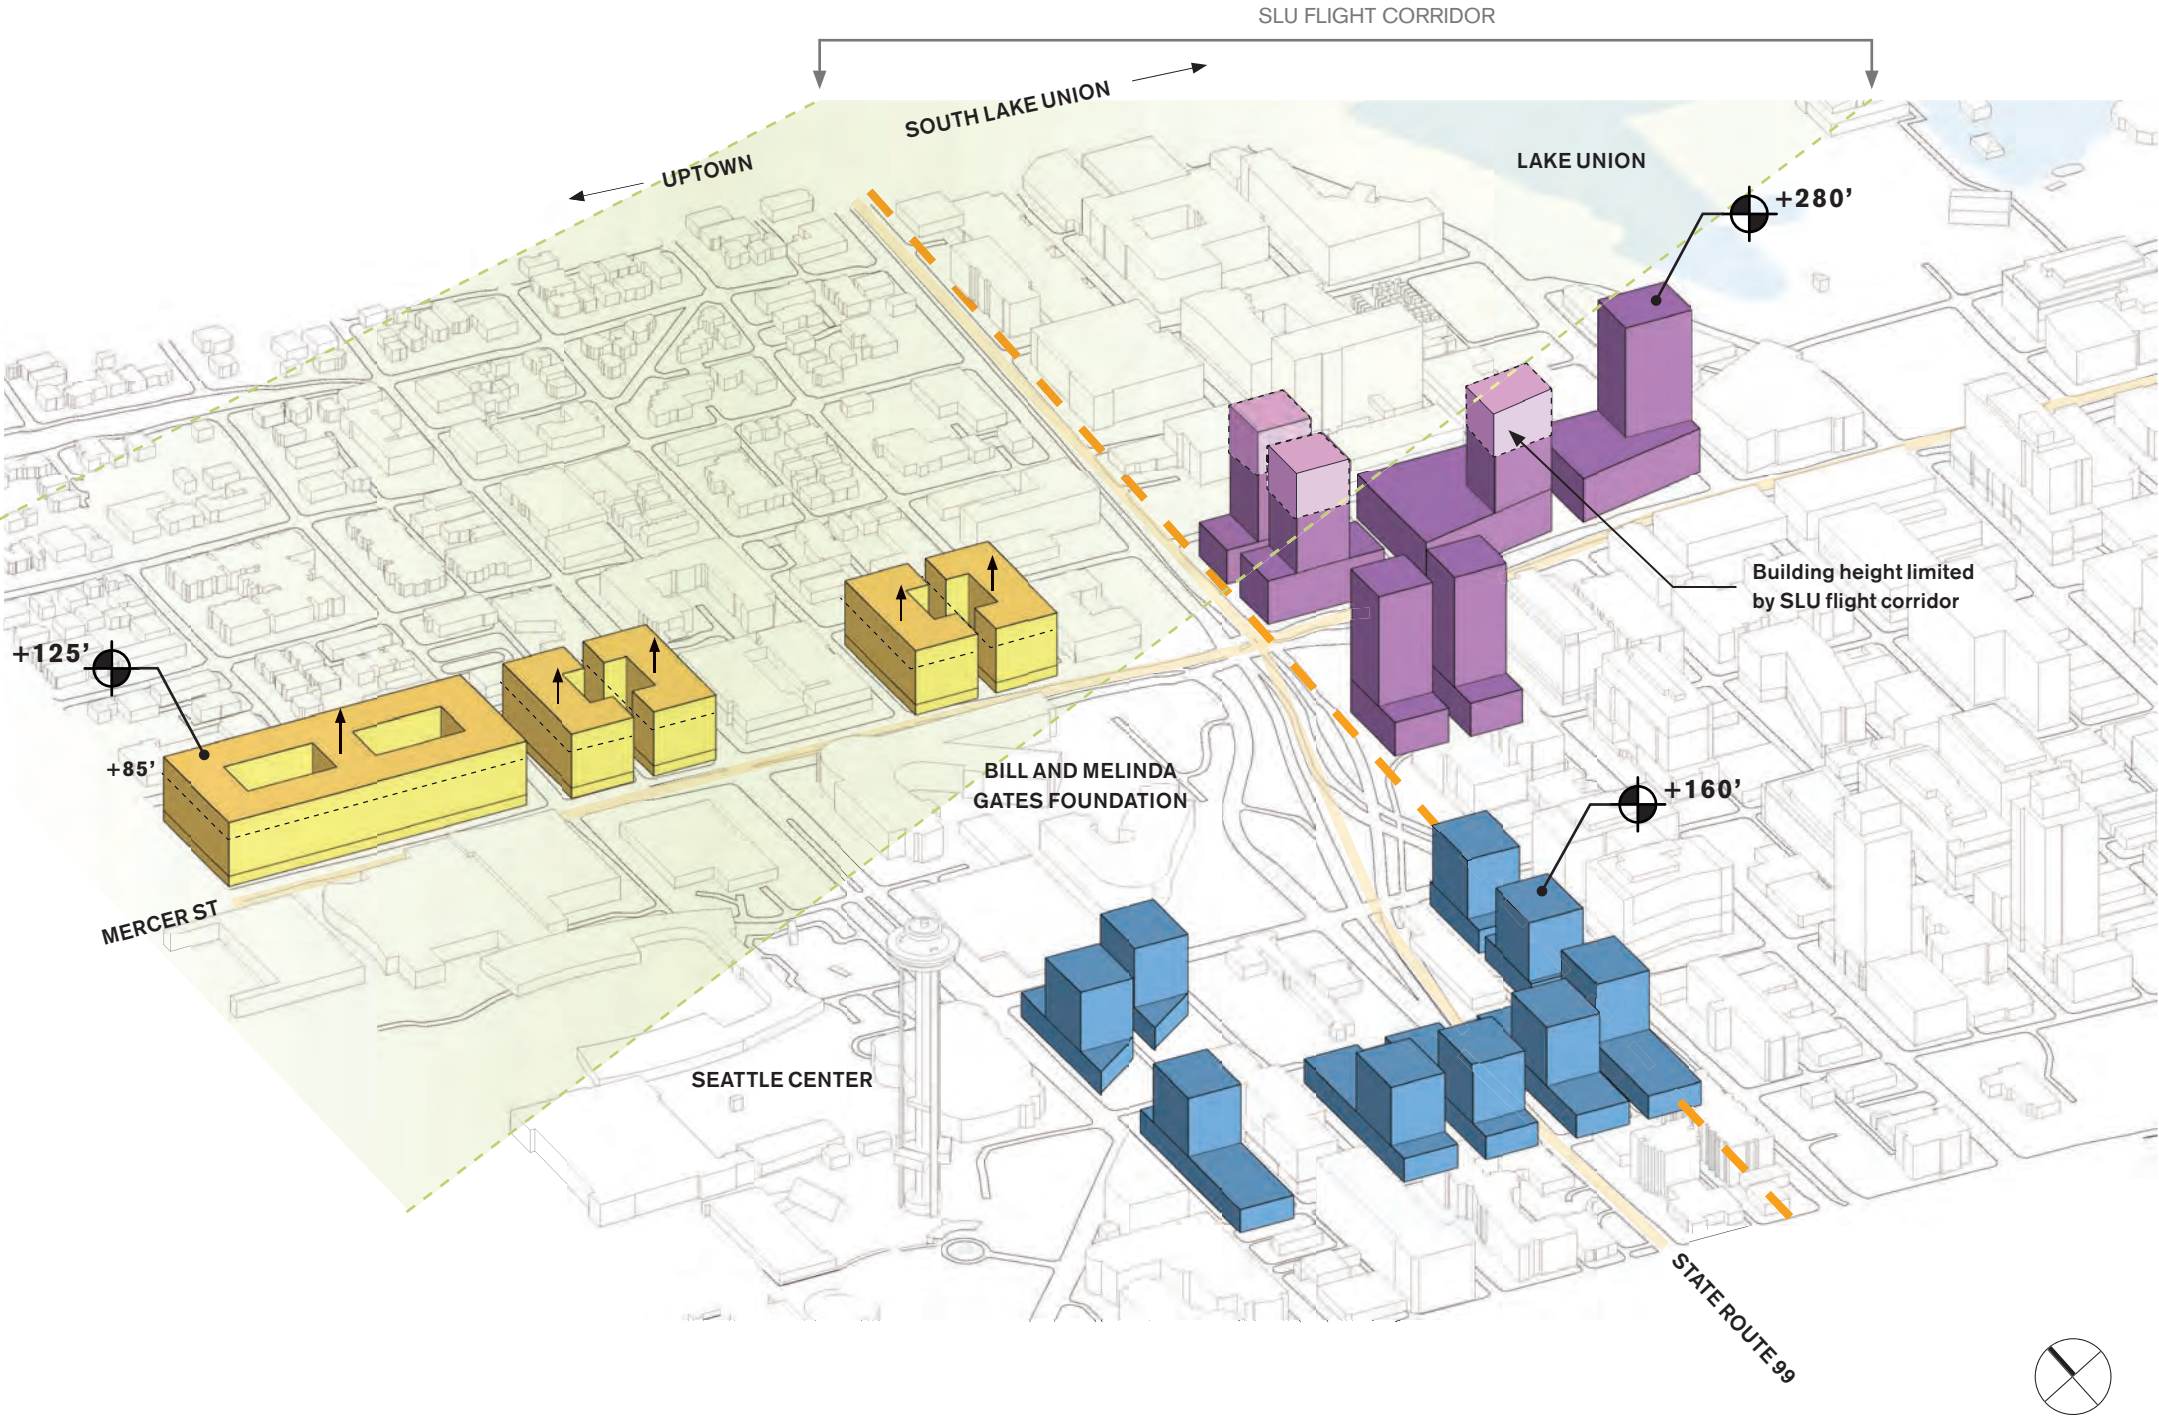 SLU FLIGHT CORRIDOR
SOUTH LAKE UNION
UPTOWN
LAKE UNION
+280’
Building height limited
by SLU flight corridor
+125’
+85’
BILL AND MELINDA
GATES FOUNDATION
+160’
MERCER ST
SEATTLE CENTER
STATE ROUTE 99